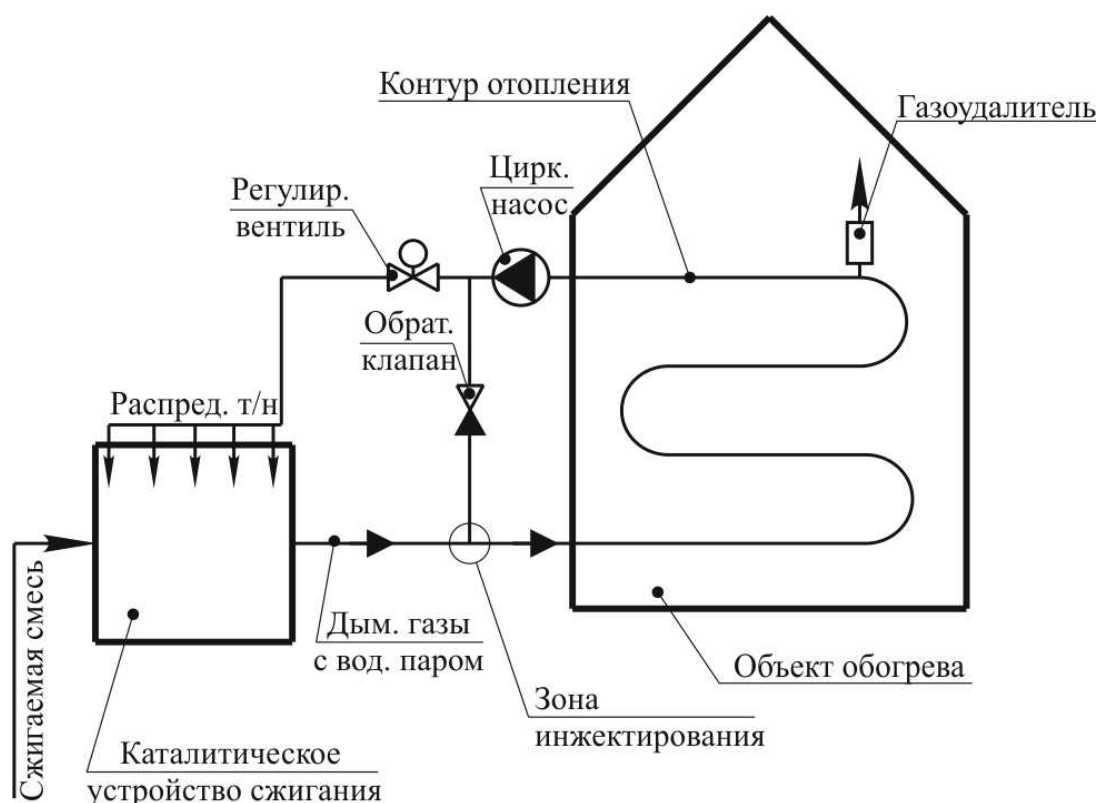 Контур отопления
Газоудалитель
Цирк.
насос
Регулир.
вентиль
Обрат.
клапан
Распред. т/н
Сжигаемая смесь
Дым. газы
с вод. паром
Объект обогрева
Зона
инжектирования
Каталитическое
устройство сжигания